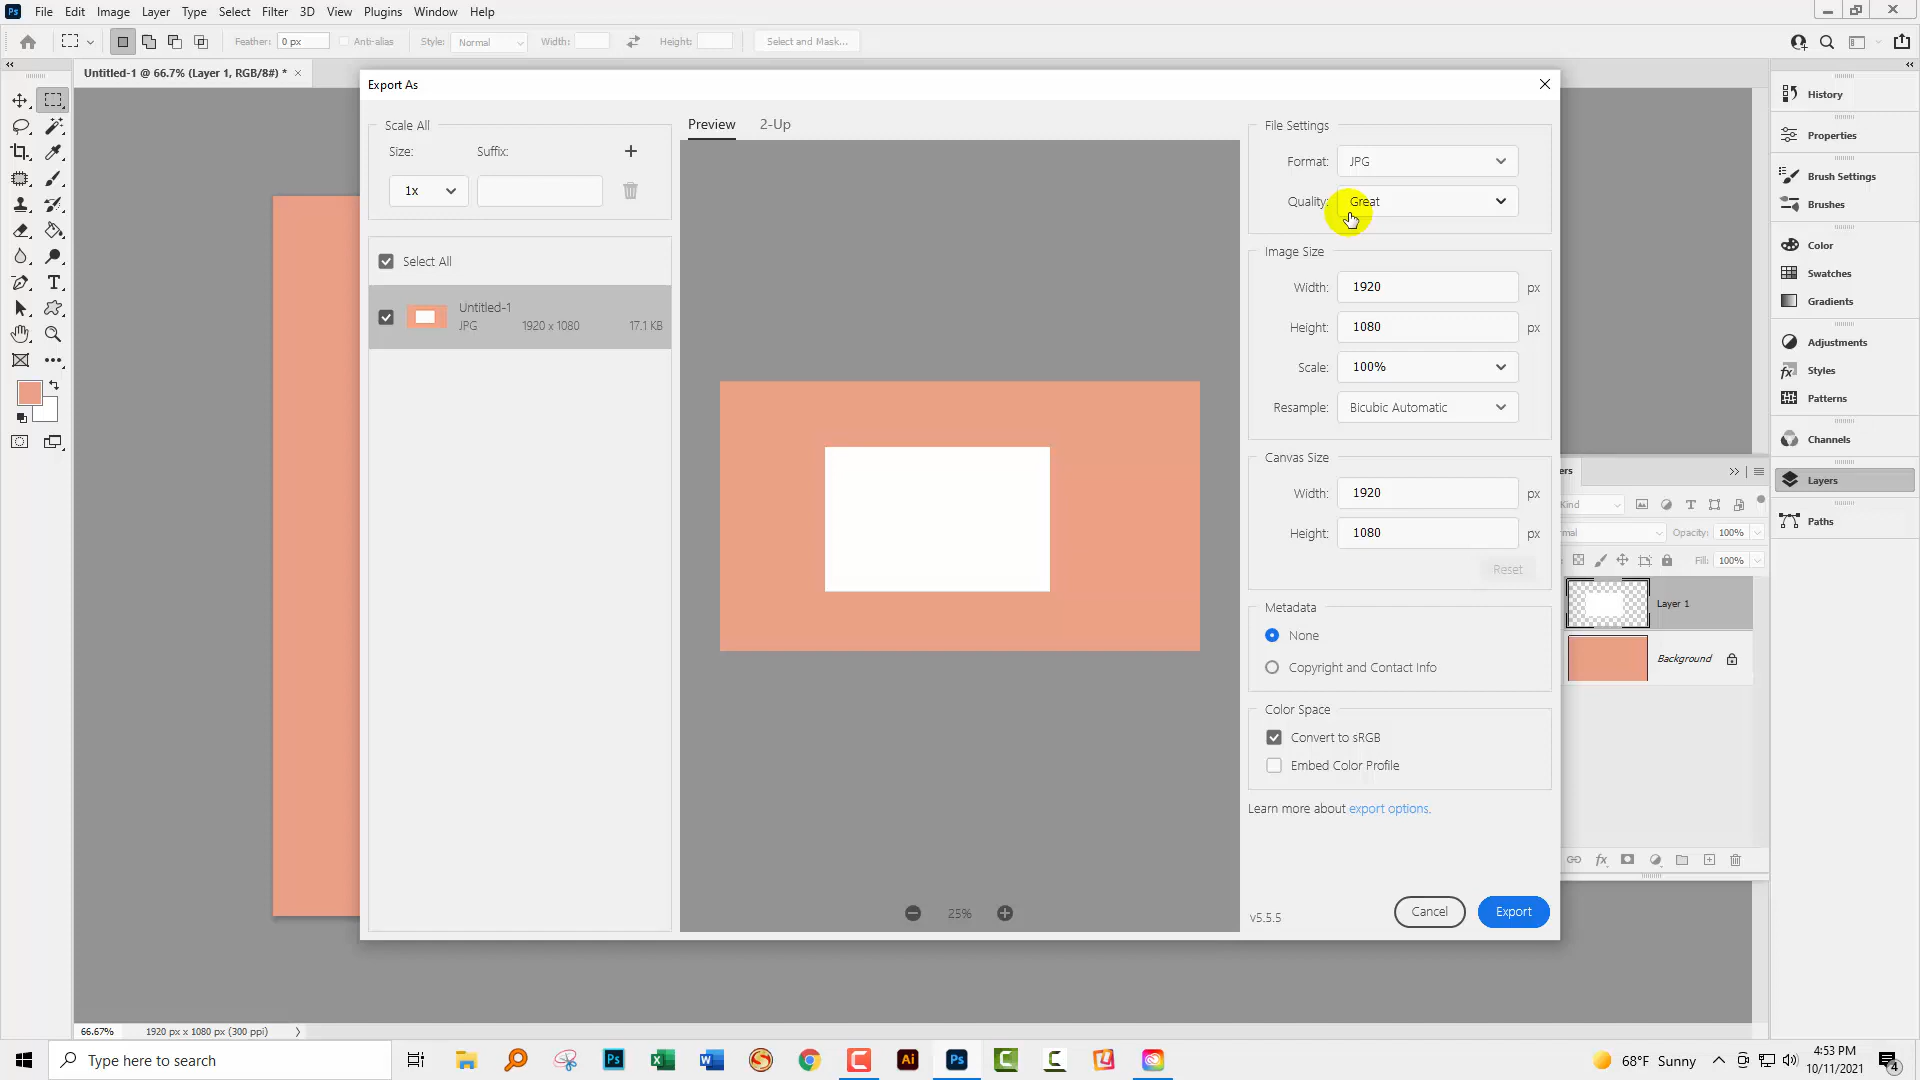 Ps File Edit Image Layer Type Select Filter 3D View Plugins Window Help
Feather: 0 px Anti-alias Style: Normal Width: Height: Select and Mask...
Untitled-1 @ 66.7% (Layer 1, RGB/8#) * ×
Export As
Scale All
Size: Suffix:
1x
Select All
Untitled-1
JPG 1920 x 1080 17.1 KB
Preview 2-Up
25%
File Settings
Format: JPG
Quality: Great
Image Size
Width: 1920 px
Height: 1080 px
Scale: 100%
Resample: Bicubic Automatic
Canvas Size
Width: 1920 px
Height: 1080 px
Reset
Metadata
None
Copyright and Contact Info
Color Space
Convert to sRGB
Embed Color Profile
Learn more about export options.
v5.5.5
Cancel Export
History
Properties
Brush Settings
Brushes
Color
Swatches
Gradients
Adjustments
Styles
Patterns
Channels
Layers
Paths
ers
Kind
mal Opacity: 100%
Fill: 100%
Layer 1
Background
fx
66.67% 1920 px x 1080 px (300 ppi)
Type here to search
68°F Sunny
4:53 PM
10/11/2021
4